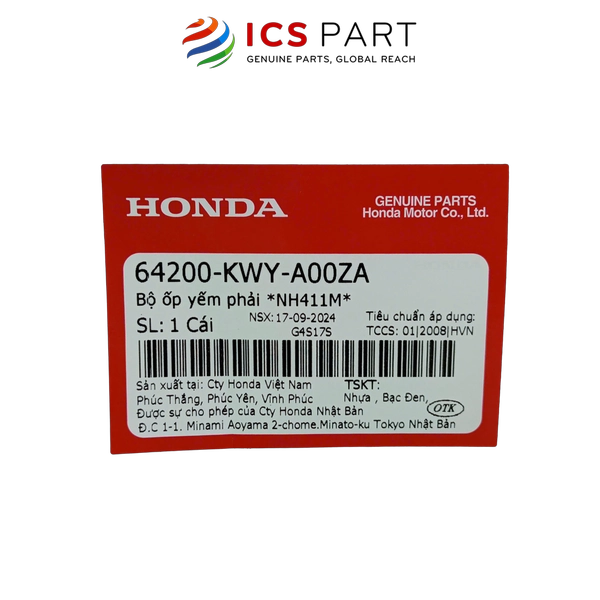 ICS PART
GENUINE PARTS, GLOBAL REACH
HONDA
GENUINE PARTS
Honda Motor Co., Ltd.
64200-KWY-A00ZA
Bộ ốp yếm phải *NH411M*
SL: 1 Cái
NSX: 17-09-2024
G4S17S
Tiêu chuẩn áp dụng:
TCCS: 01|2008|HVN
Sản xuất tại: Cty Honda Việt Nam
Phúc Thắng, Phúc Yên, Vĩnh Phúc
Được sự cho phép của Cty Honda Nhật Bản
Đ.C 1-1. Minami Aoyama 2-chome.Minato-ku Tokyo Nhật Bản
TSKT:
Nhựa , Bạc Đen,
OTK